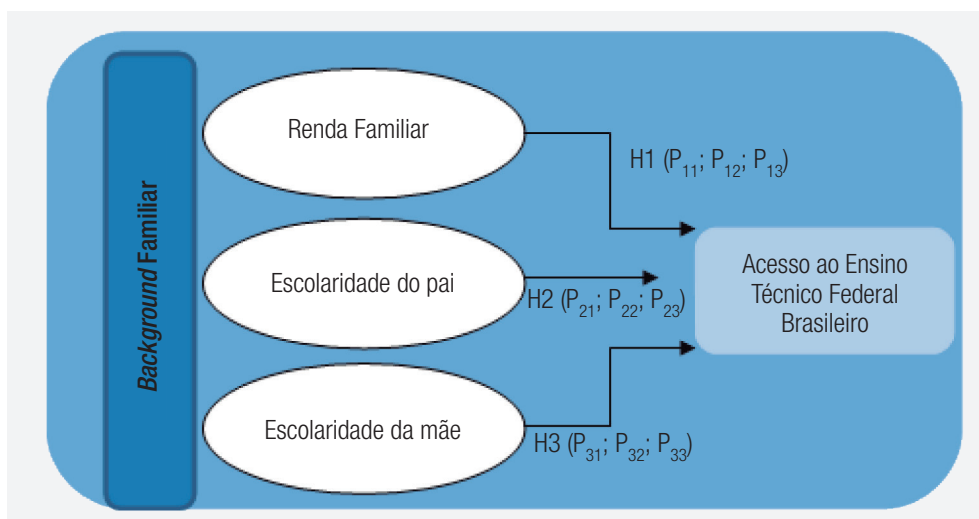 Background Familiar
Renda Familiar
H1 (P11; P12; P13)
Escolaridade do pai
H2 (P21; P22; P23)
Acesso ao Ensino
Técnico Federal
Brasileiro
Escolaridade da mãe
H3 (P31; P32; P33)